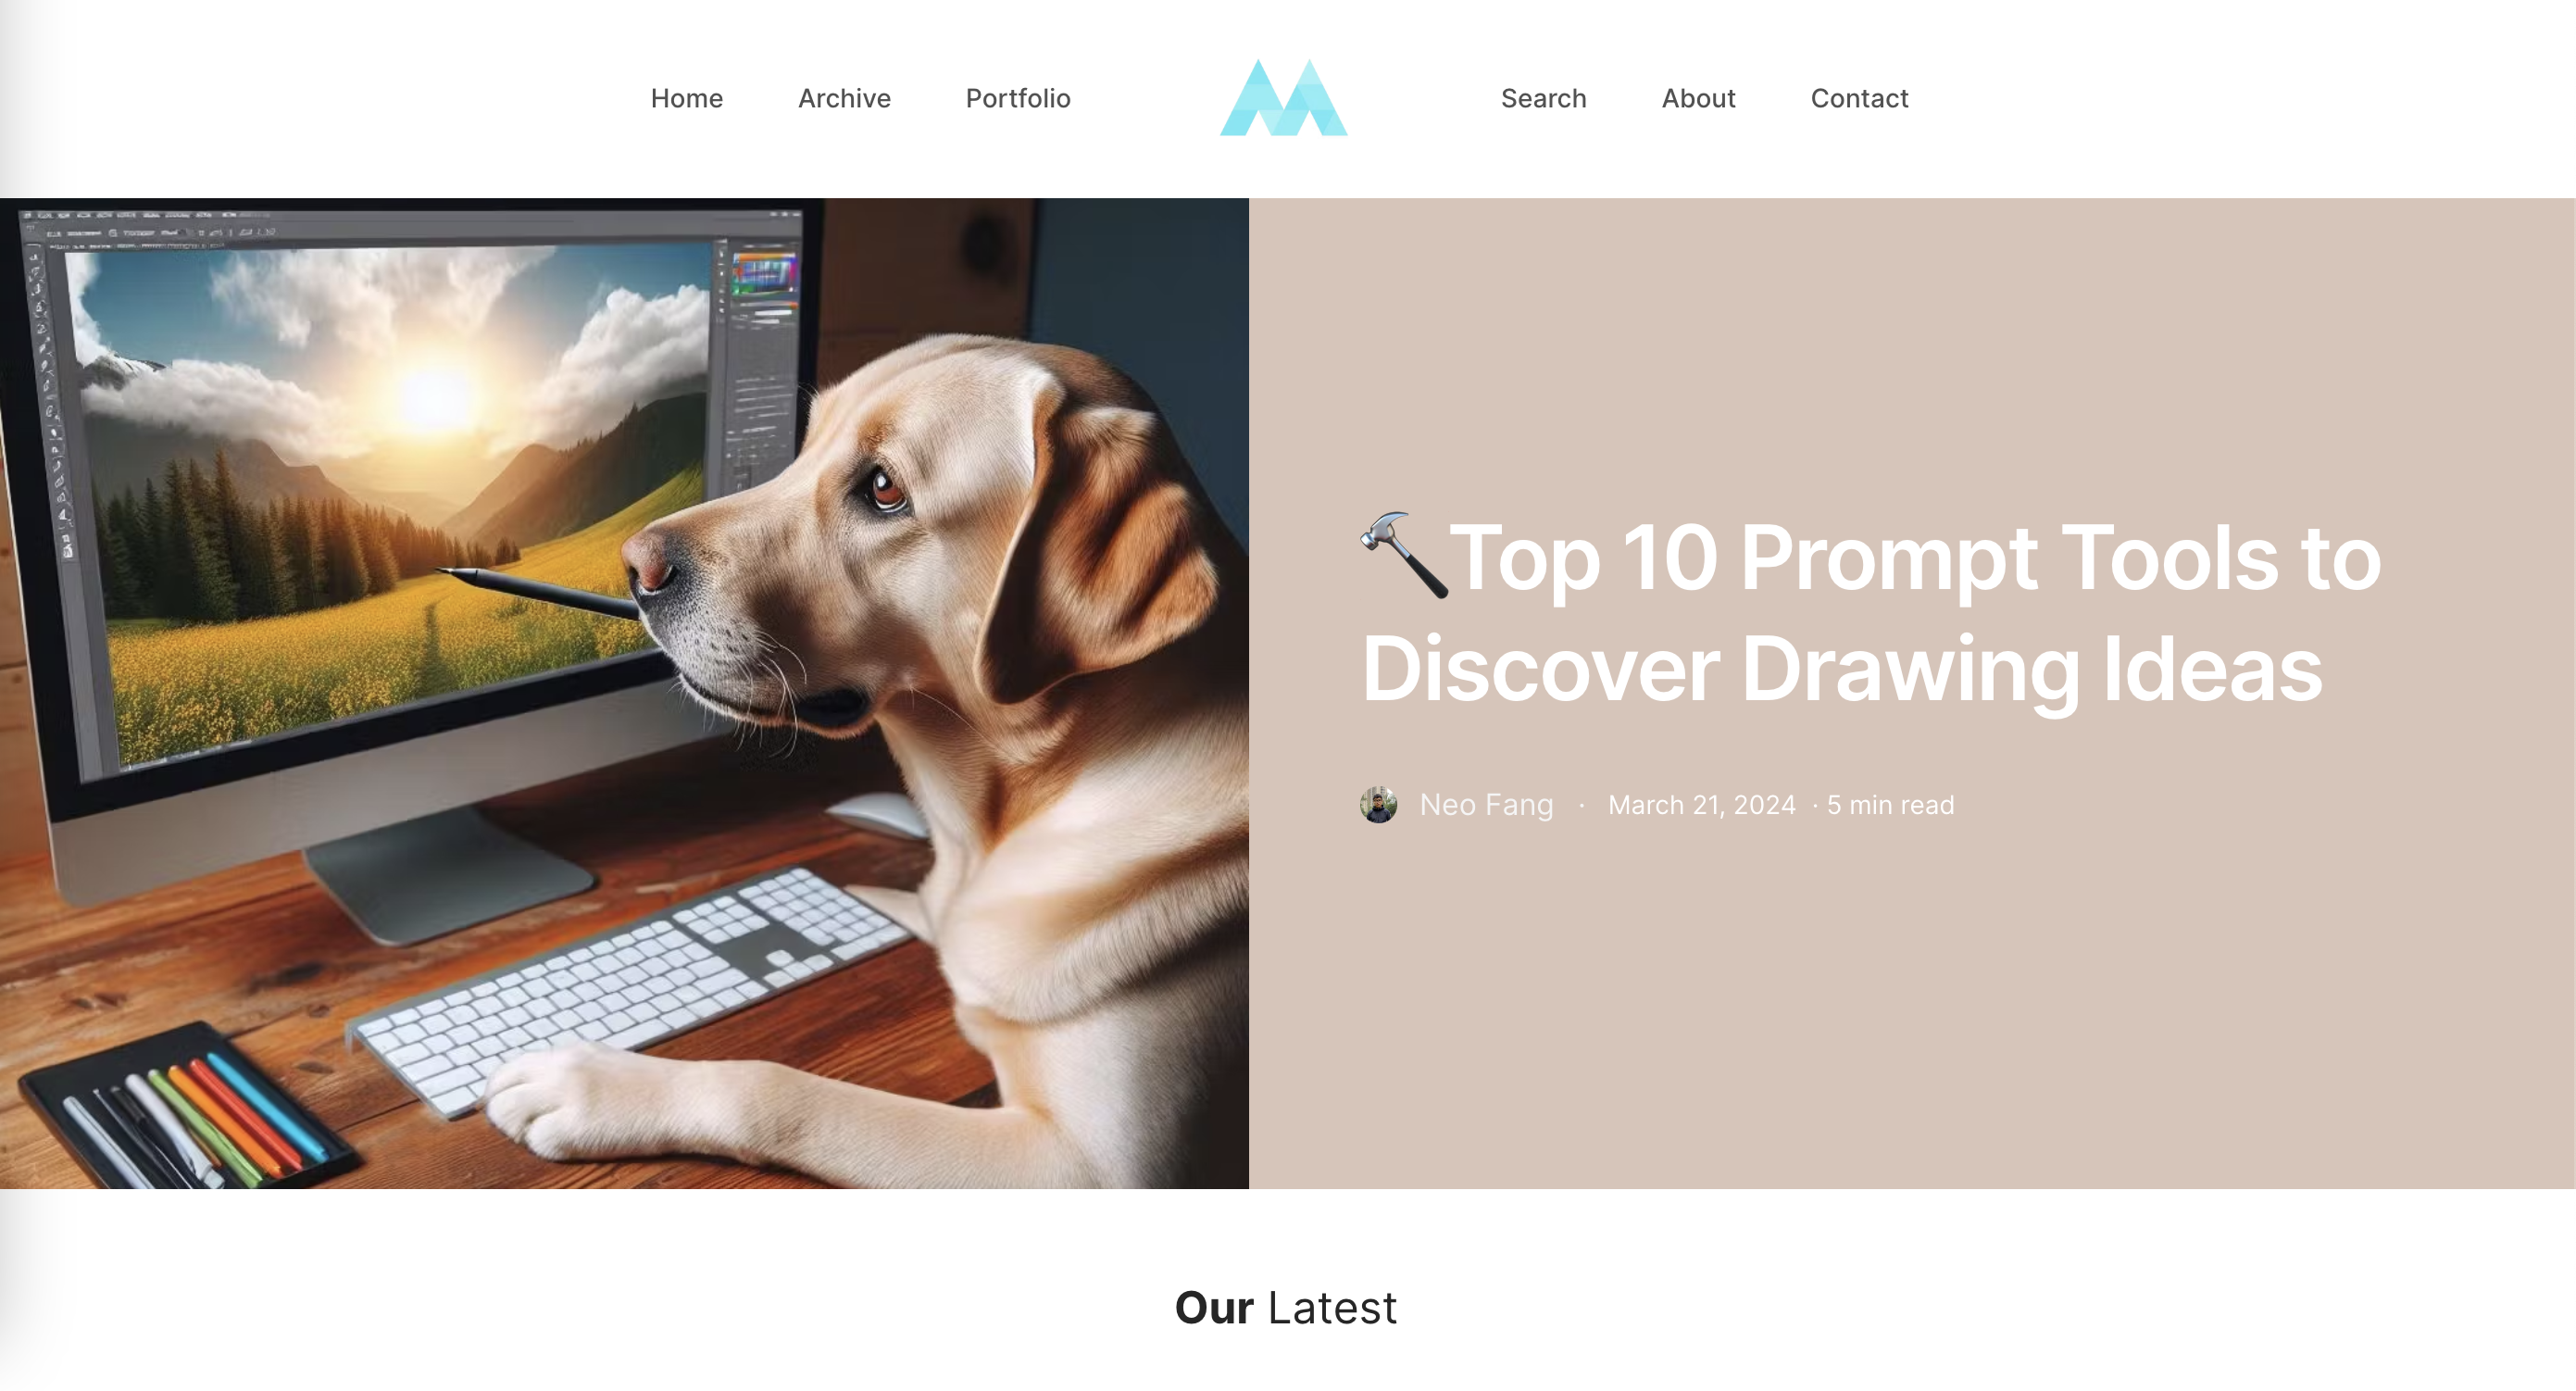 Home Archive Portfolio Search About Contact
🔨Top 10 Prompt Tools to
Discover Drawing Ideas
Neo Fang · March 21, 2024 · 5 min read
Our Latest